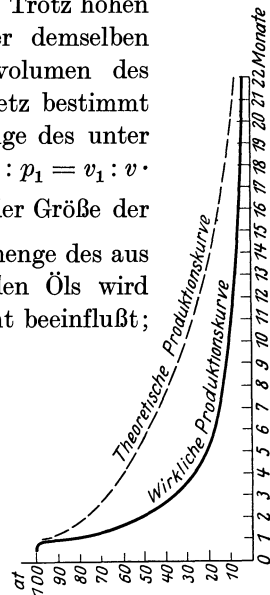 Trotz hohen
r demselben
volumen des
etz bestimmt
ge des unter
: p₁ = v₁ : v ·
er Größe der
menge des aus
len Öls wird
nt beeinflußt;
Theoretische Produktionskurve
Wirkliche Produktionskurve
0 1 2 3 4 5 6 7 8 9 10 11 12 13 14 15 16 17 18 19 20 21 22 Monate
at
100 90 80 70 60 50 40 30 20 10